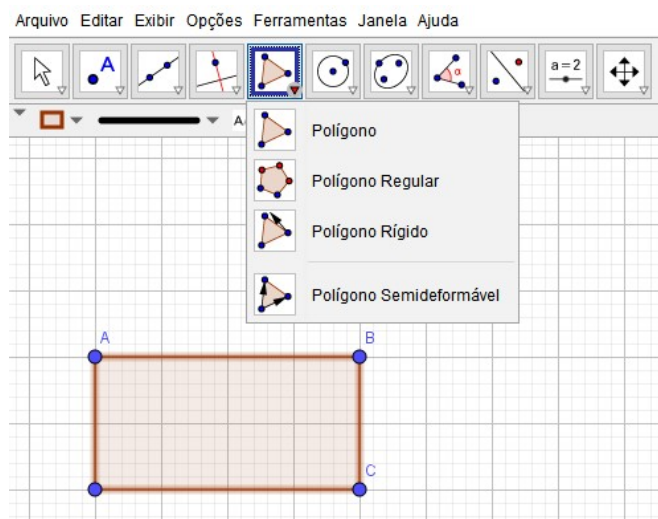 Arquivo Editar Exibir Opções Ferramentas Janela Ajuda
A
α
a=2
A
Polígono
Polígono Regular
Polígono Rígido
Polígono Semideformável
A B
C